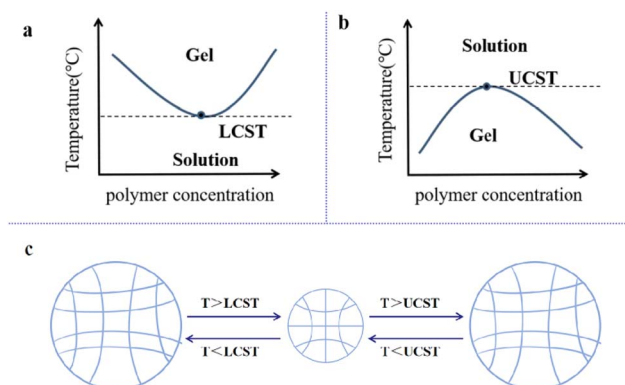 a
Temperature(℃)
Gel
LCST
Solution
polymer concentration
b
Temperature(℃)
Solution
UCST
Gel
polymer concentration
c
T>LCST
T<LCST
T>UCST
T<UCST